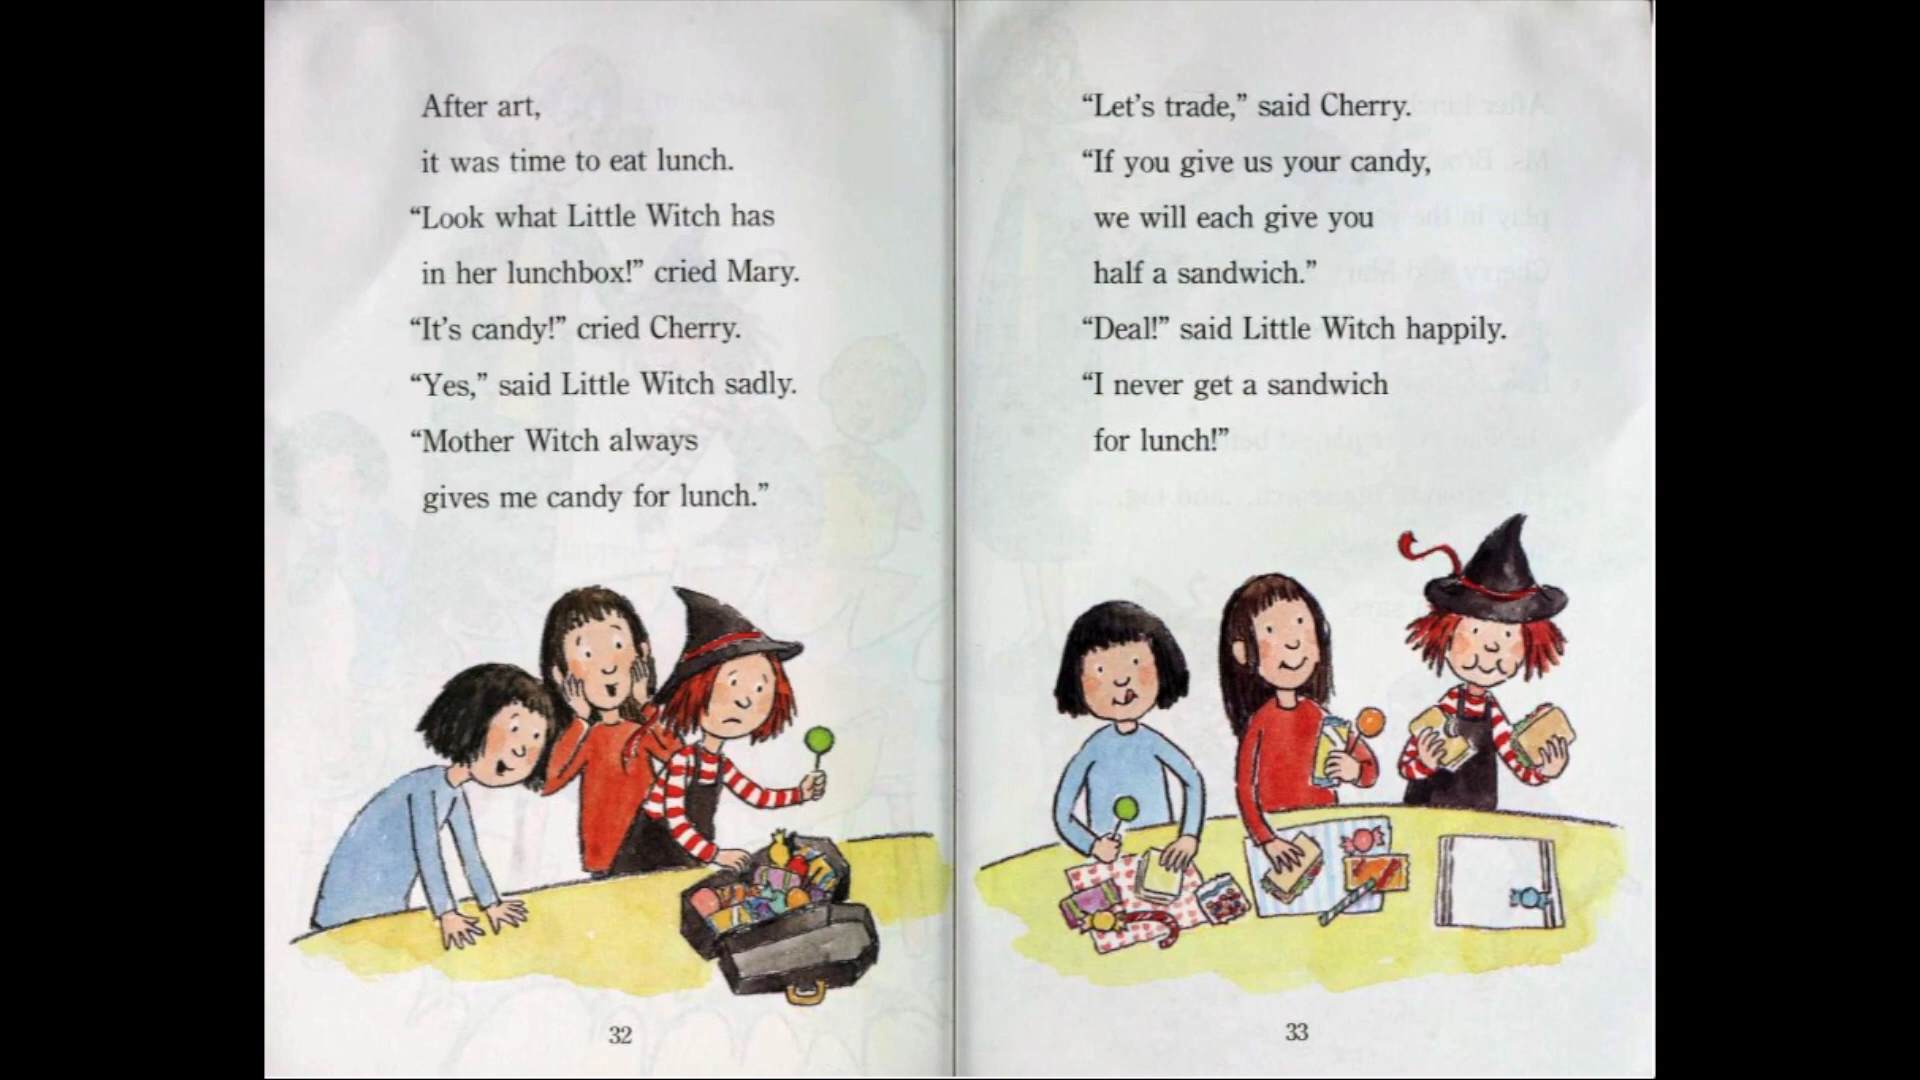 After art,
it was time to eat lunch.
“Look what Little Witch has
in her lunchbox!” cried Mary.
“It’s candy!” cried Cherry.
“Yes,” said Little Witch sadly.
“Mother Witch always
gives me candy for lunch.”
32
“Let’s trade,” said Cherry.
“If you give us your candy,
we will each give you
half a sandwich.”
“Deal!” said Little Witch happily.
“I never get a sandwich
for lunch!”
33